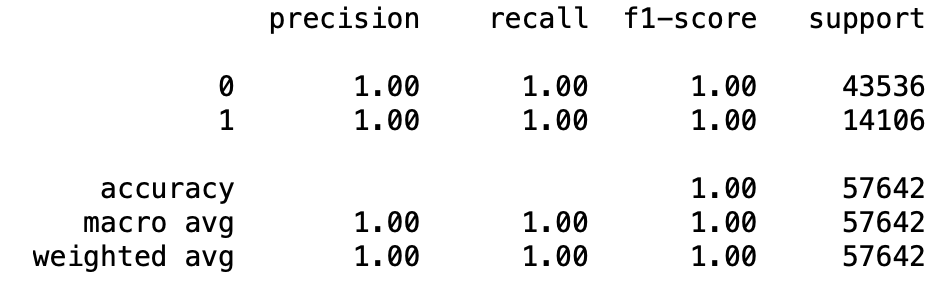 precision recall f1-score support
0 1.00 1.00 1.00 43536
1 1.00 1.00 1.00 14106
accuracy 1.00 57642
macro avg 1.00 1.00 1.00 57642
weighted avg 1.00 1.00 1.00 57642